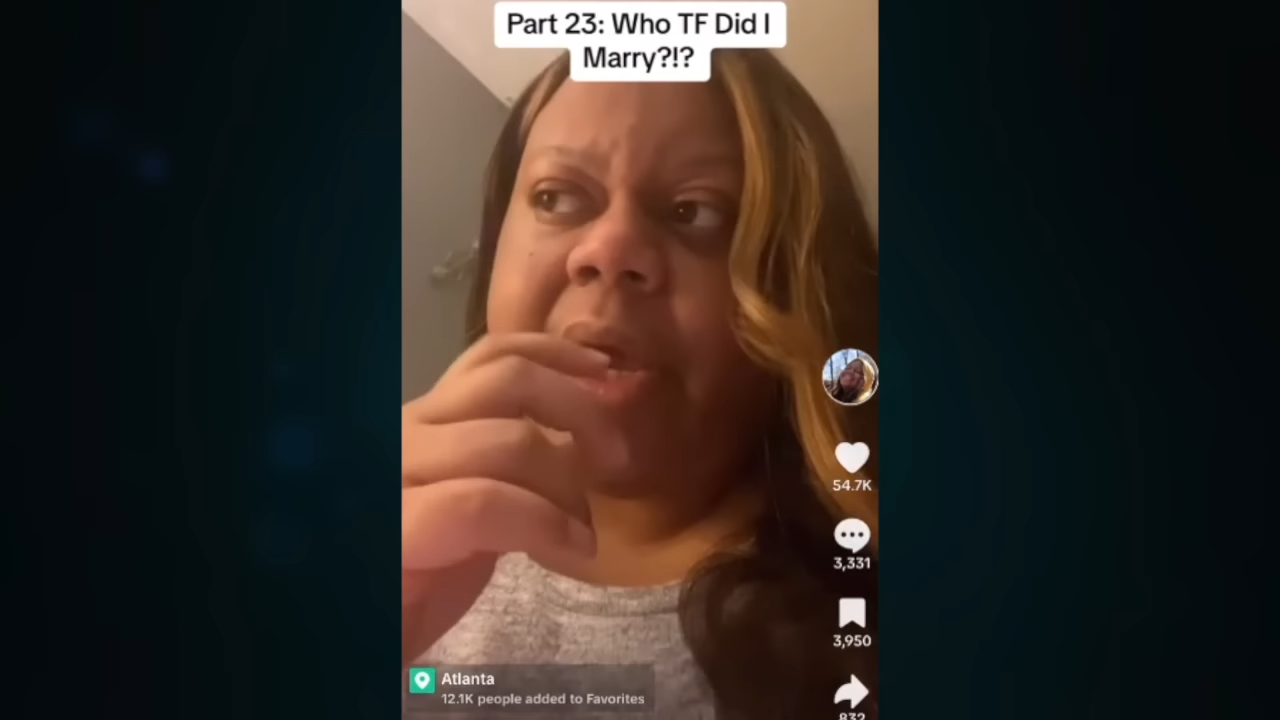 Part 23: Who TF Did I
Marry?!?
54.7K
3,331
3,950
832
Atlanta
12.1K people added to Favorites